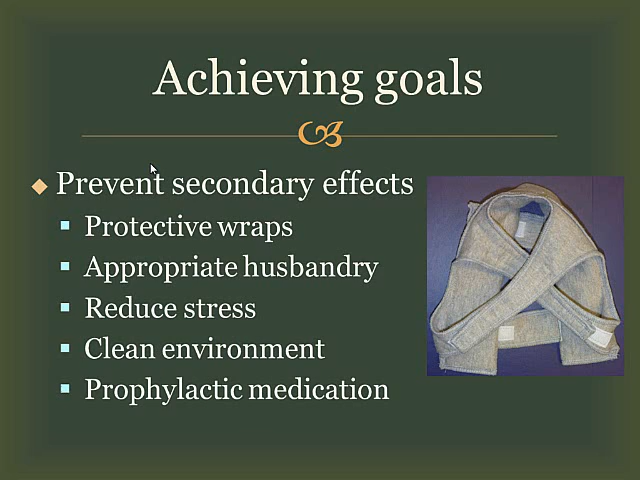 Achieving goals
Prevent secondary effects
Protective wraps
Appropriate husbandry
Reduce stress
Clean environment
Prophylactic medication